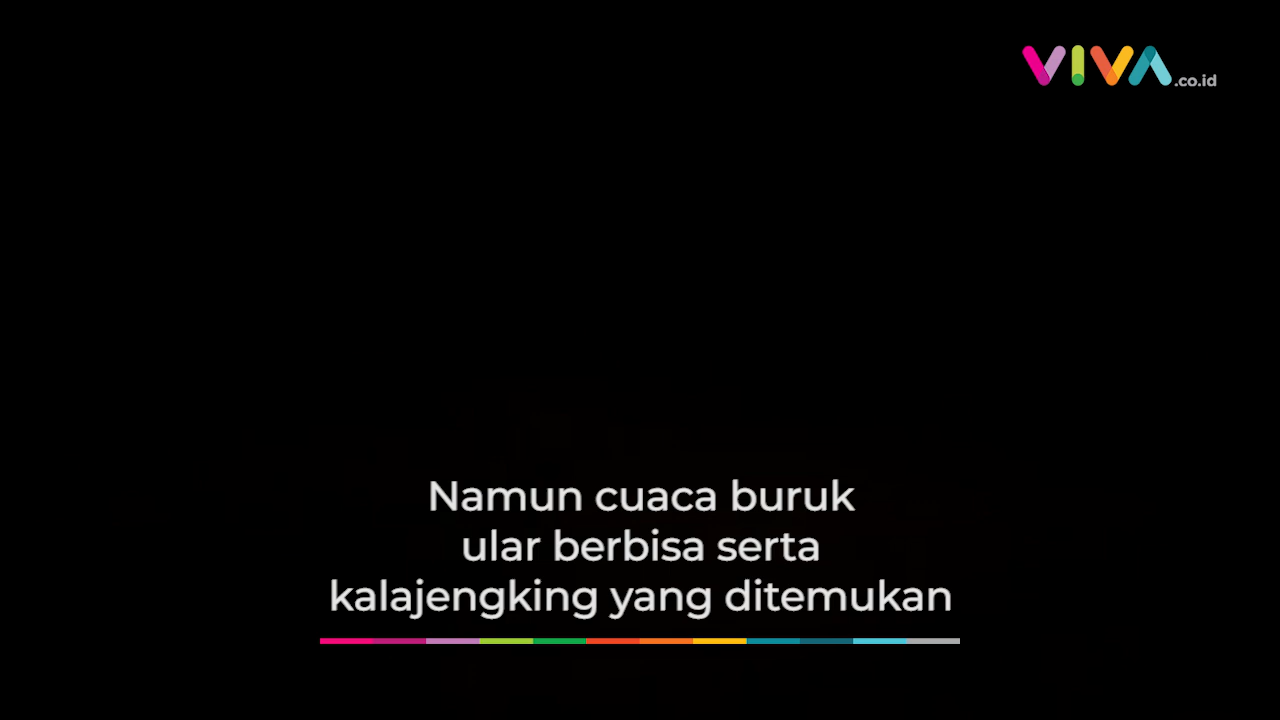 VIVA.co.id
Namun cuaca buruk
ular berbisa serta
kalajengking yang ditemukan